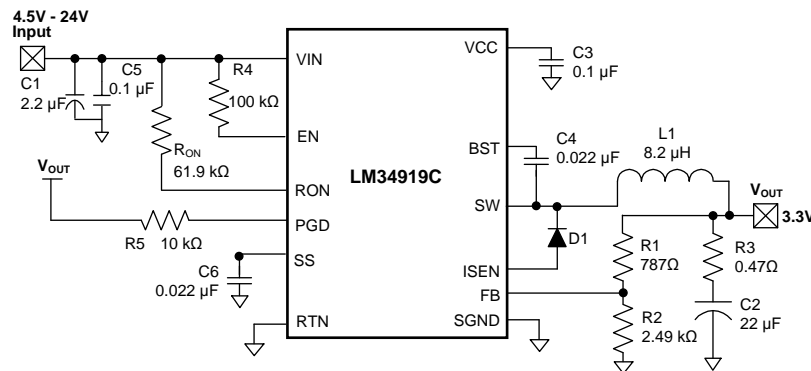 4.5V - 24V
Input
C1
2.2 µF
C5
0.1 µF
R4
100 kΩ
RON
61.9 kΩ
VOUT
R5
10 kΩ
C6
0.022 µF
VIN
EN
RON
PGD
SS
RTN
LM34919C
VCC
BST
SW
ISEN
FB
SGND
C3
0.1 µF
C4
0.022 µF
L1
8.2 µH
D1
VOUT
3.3V
R1
787Ω
R3
0.47Ω
R2
2.49 kΩ
C2
22 µF